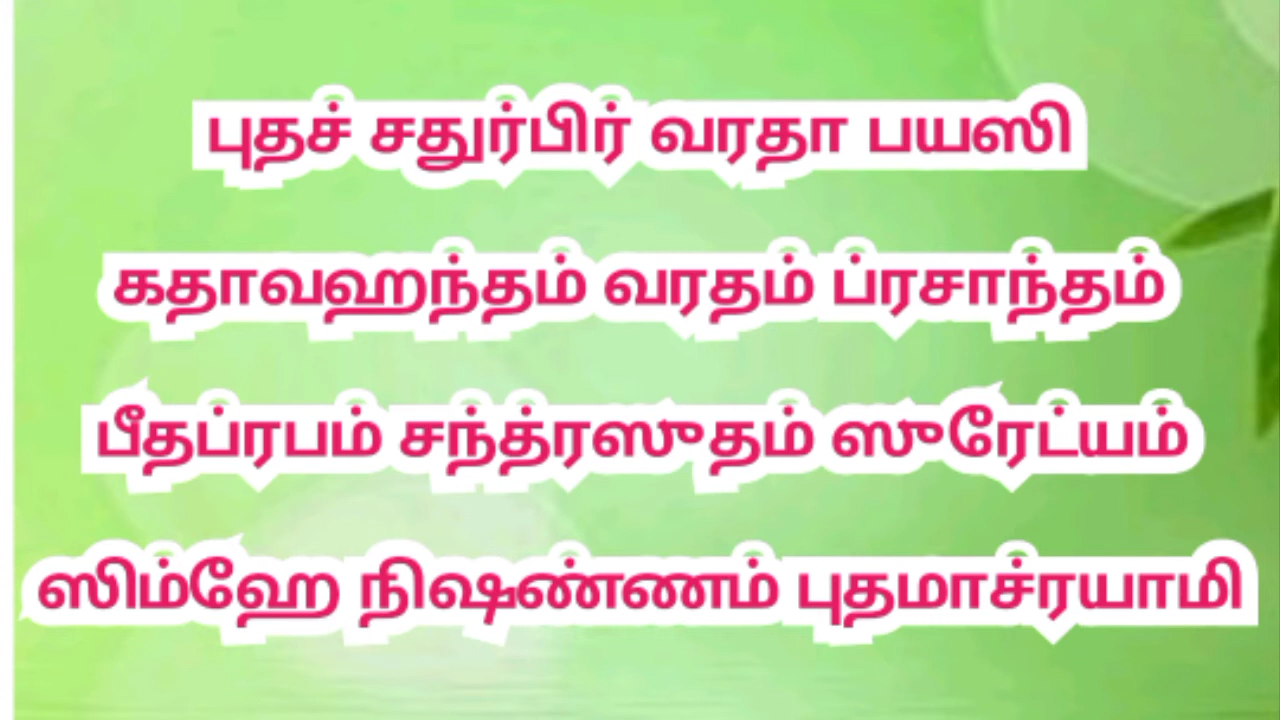 புதச் சதுர்பிர் வரதா பயஸி
கதாவஹந்தம் வரதம் ப்ரசாந்தம்
பீதப்ரபம் சந்த்ரஸுதம் ஸுரேட்யம்
ஸிம்ஹே நிஷண்ணம் புதமாச்ரயாமி